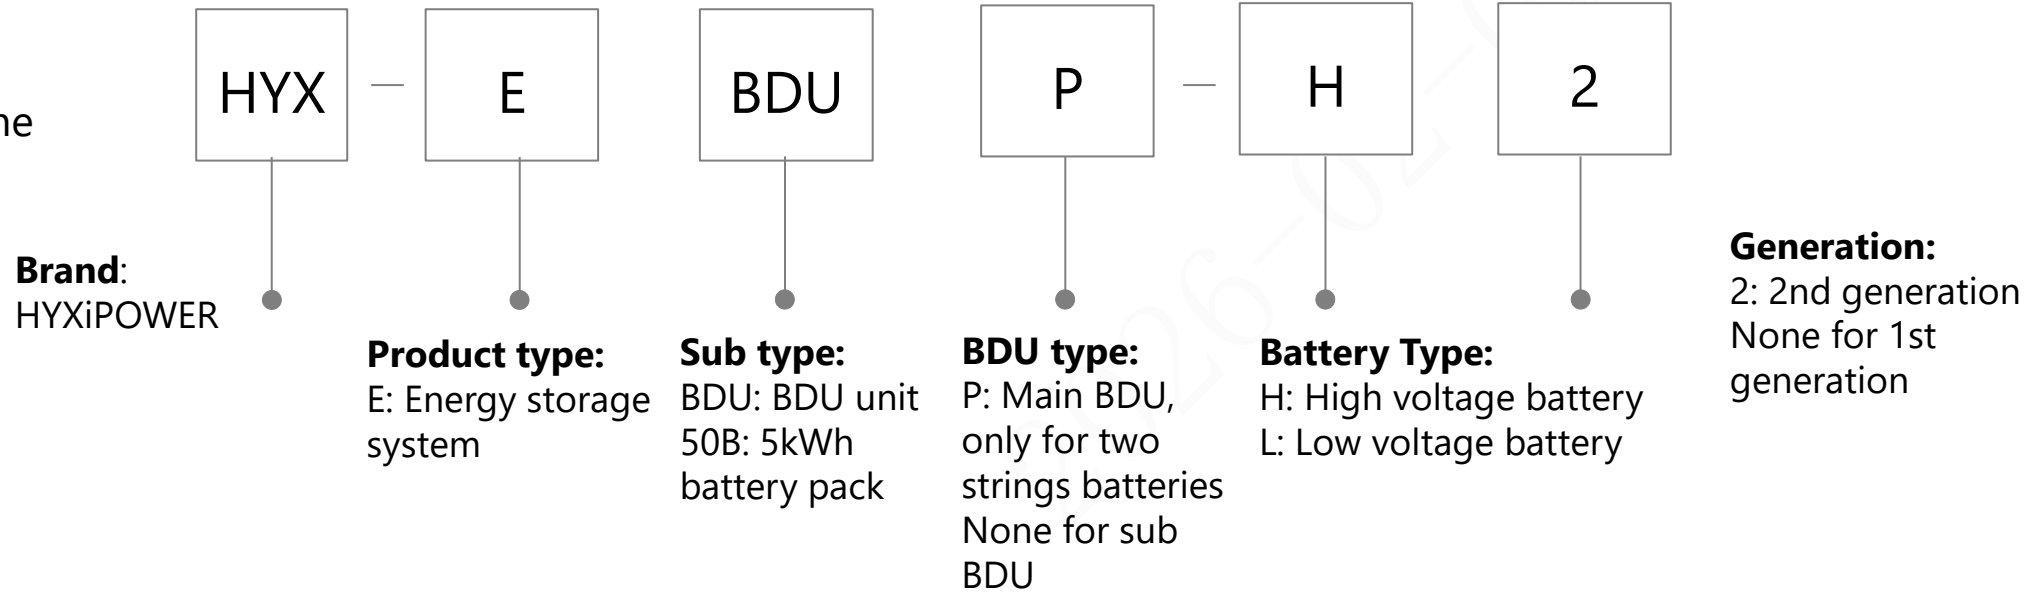 HYX — E BDU P — H 2
ne
Brand:
HYXiPOWER
Product type:
E: Energy storage
system
Sub type:
BDU: BDU unit
50B: 5kWh
battery pack
BDU type:
P: Main BDU,
only for two
strings batteries
None for sub
BDU
Battery Type:
H: High voltage battery
L: Low voltage battery
Generation:
2: 2nd generation
None for 1st
generation